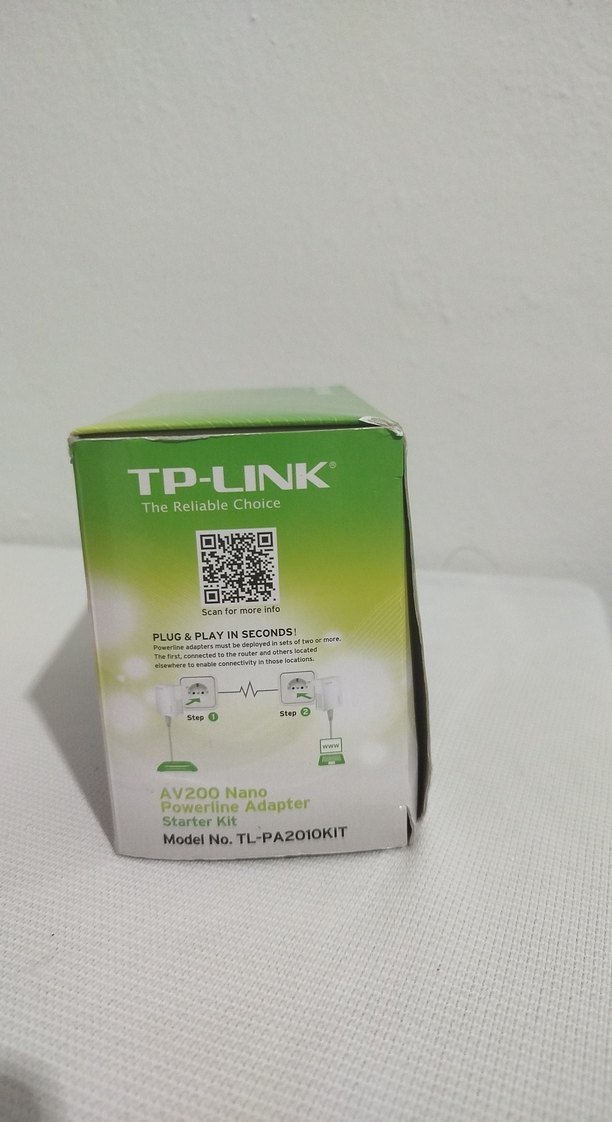 TP-LINK®
The Reliable Choice
Scan for more info
PLUG & PLAY IN SECONDS!
Powerline adapters must be deployed in sets of two or more.
The first, connected to the router and others located
elsewhere to enable connectivity in those locations.
Step 1
Step 2
www
AV200 Nano
Powerline Adapter
Starter Kit
Model No. TL-PA2010KIT